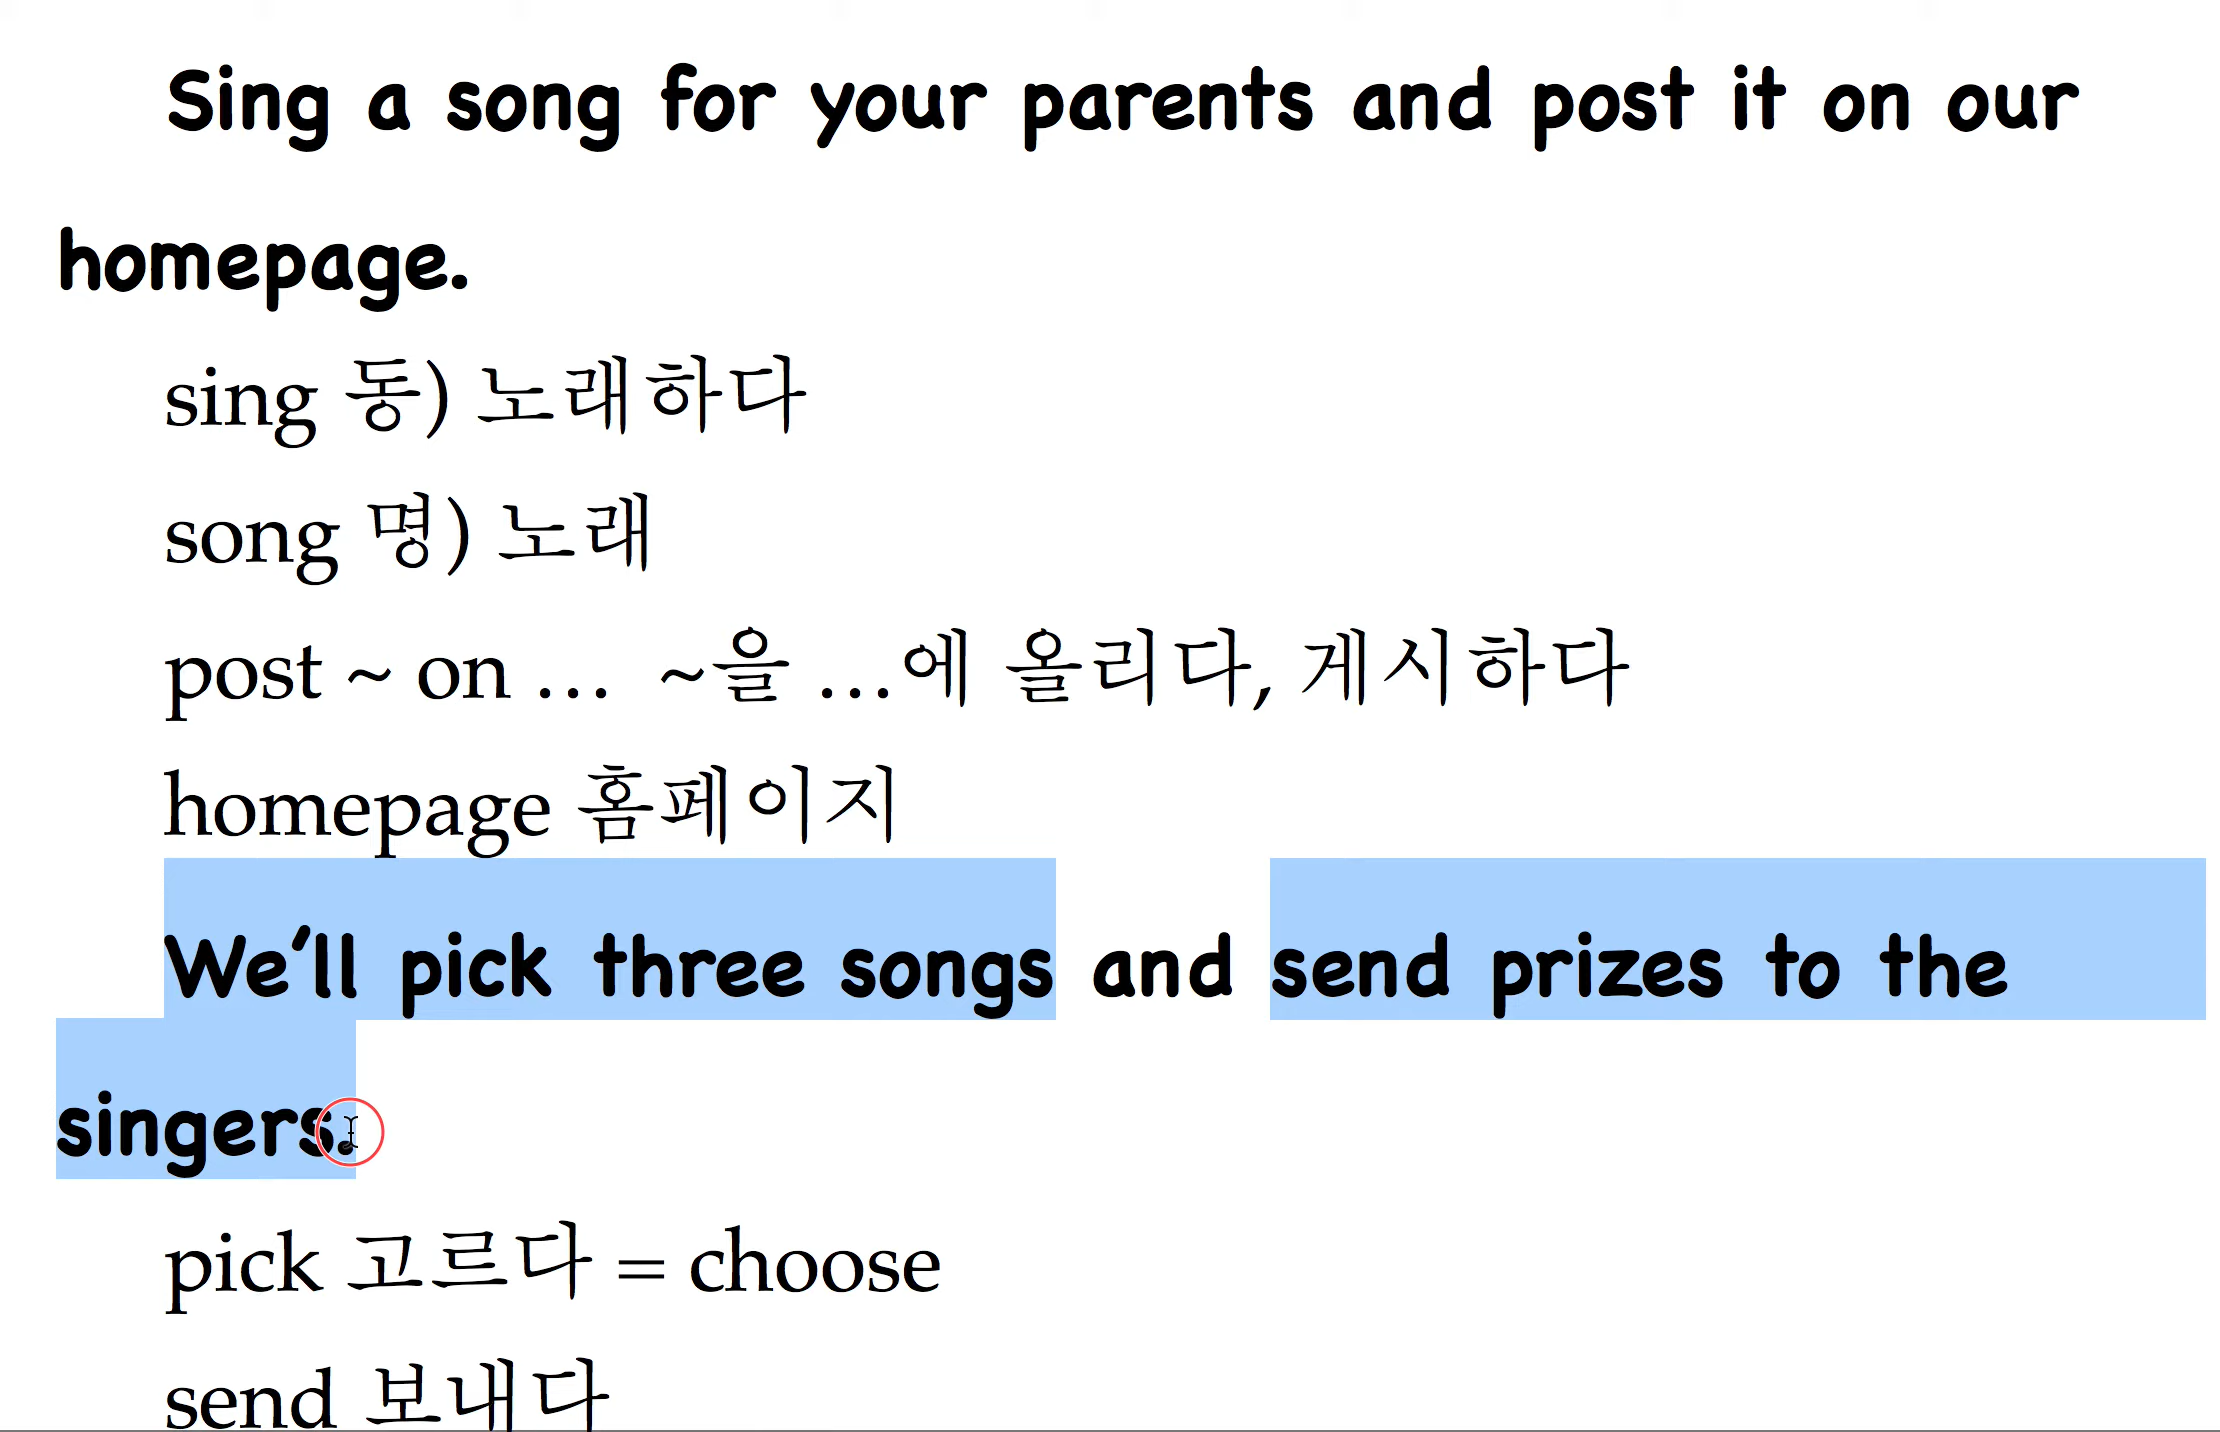 Sing a song for your parents and post it on our
homepage.
sing 동) 노래하다
song 명) 노래
post ~ on … ~을 …에 올리다, 게시하다
homepage 홈페이지
We’ll pick three songs and send prizes to the
singers.
pick 고르다 = choose
send 보내다